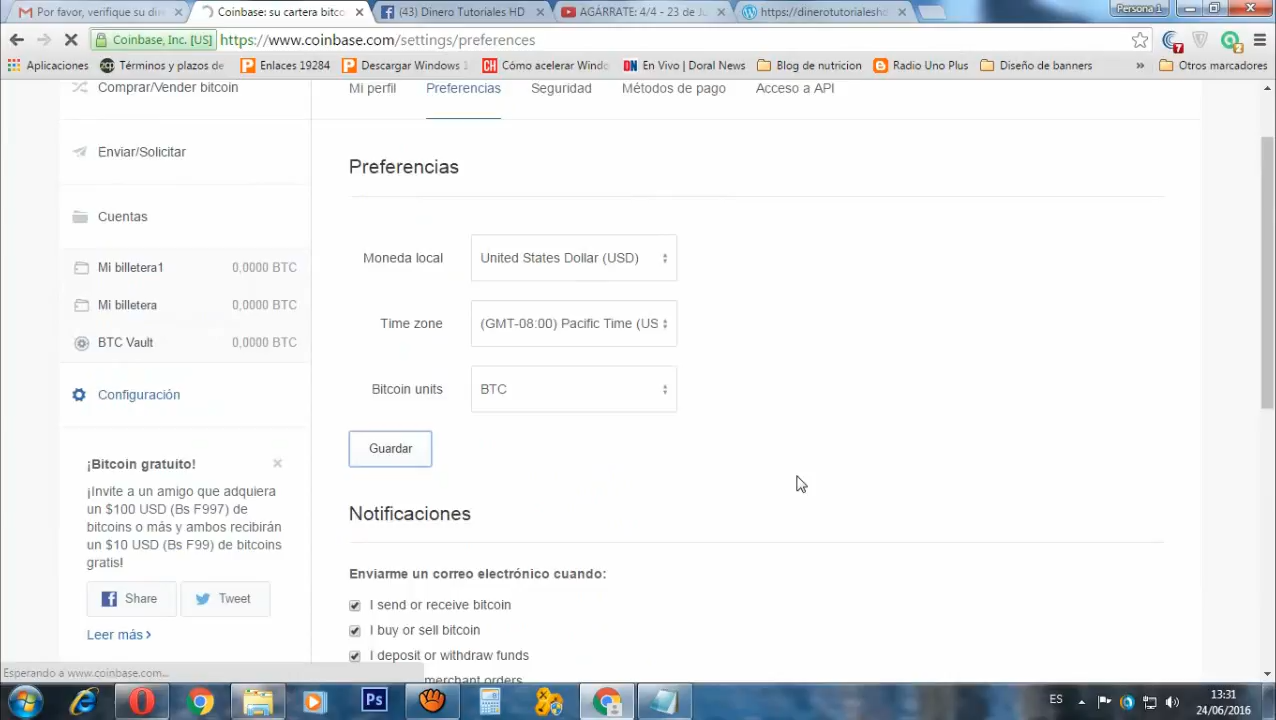 Por favor, verifique su dir
Coinbase: su cartera bitco
(43) Dinero Tutoriales HD
AGÁRRATE: 4/4 - 23 de Ju
https://dinerotutorialesh
Persona 1
Coinbase, Inc. [US]
https://www.coinbase.com/settings/preferences
7
2
Aplicaciones
Términos y plazos de
Enlaces 19284
Descargar Windows
Cómo acelerar Windo
En Vivo | Doral News
Blog de nutricion
Radio Uno Plus
Diseño de banners
»
Otros marcadores
Comprar/Vender bitcoin
Mi perfil
Preferencias
Seguridad
Métodos de pago
Acceso a API
Enviar/Solicitar
Cuentas
Mi billetera1 0,0000 BTC
Mi billetera 0,0000 BTC
BTC Vault 0,0000 BTC
Configuración
¡Bitcoin gratuito!
¡Invite a un amigo que adquiera
un $100 USD (Bs F997) de
bitcoins o más y ambos recibirán
un $10 USD (Bs F99) de bitcoins
gratis!
Share
Tweet
Leer más ›
Preferencias
Moneda local United States Dollar (USD)
Time zone (GMT-08:00) Pacific Time (US
Bitcoin units BTC
Guardar
Notificaciones
Enviarme un correo electrónico cuando:
I send or receive bitcoin
I buy or sell bitcoin
I deposit or withdraw funds
merchant orders
Esperando a www.coinbase.com...
Ps
ES
13:31
24/06/2016